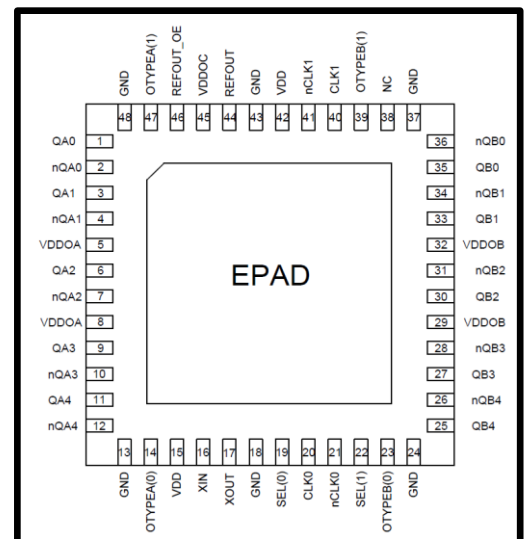 GND
OTYPEA(1)
REFOUT_OE
VDDOC
REFOUT
GND
VDD
nCLK1
CLK1
OTYPEB(1)
NC
GND
48 47 46 45 44 43 42 41 40 39 38 37
QA0 1 36 nQB0
nQA0 2 35 QB0
QA1 3 34 nQB1
nQA1 4 33 QB1
VDDOA 5 32 VDDOB
QA2 6 31 nQB2
nQA2 7 30 QB2
VDDOA 8 29 VDDOB
QA3 9 28 nQB3
nQA3 10 27 QB3
QA4 11 26 nQB4
nQA4 12 25 QB4
EPAD
13 14 15 16 17 18 19 20 21 22 23 24
GND
OTYPEA(0)
VDD
XIN
XOUT
GND
SEL(0)
CLK0
nCLK0
SEL(1)
OTYPEB(0)
GND